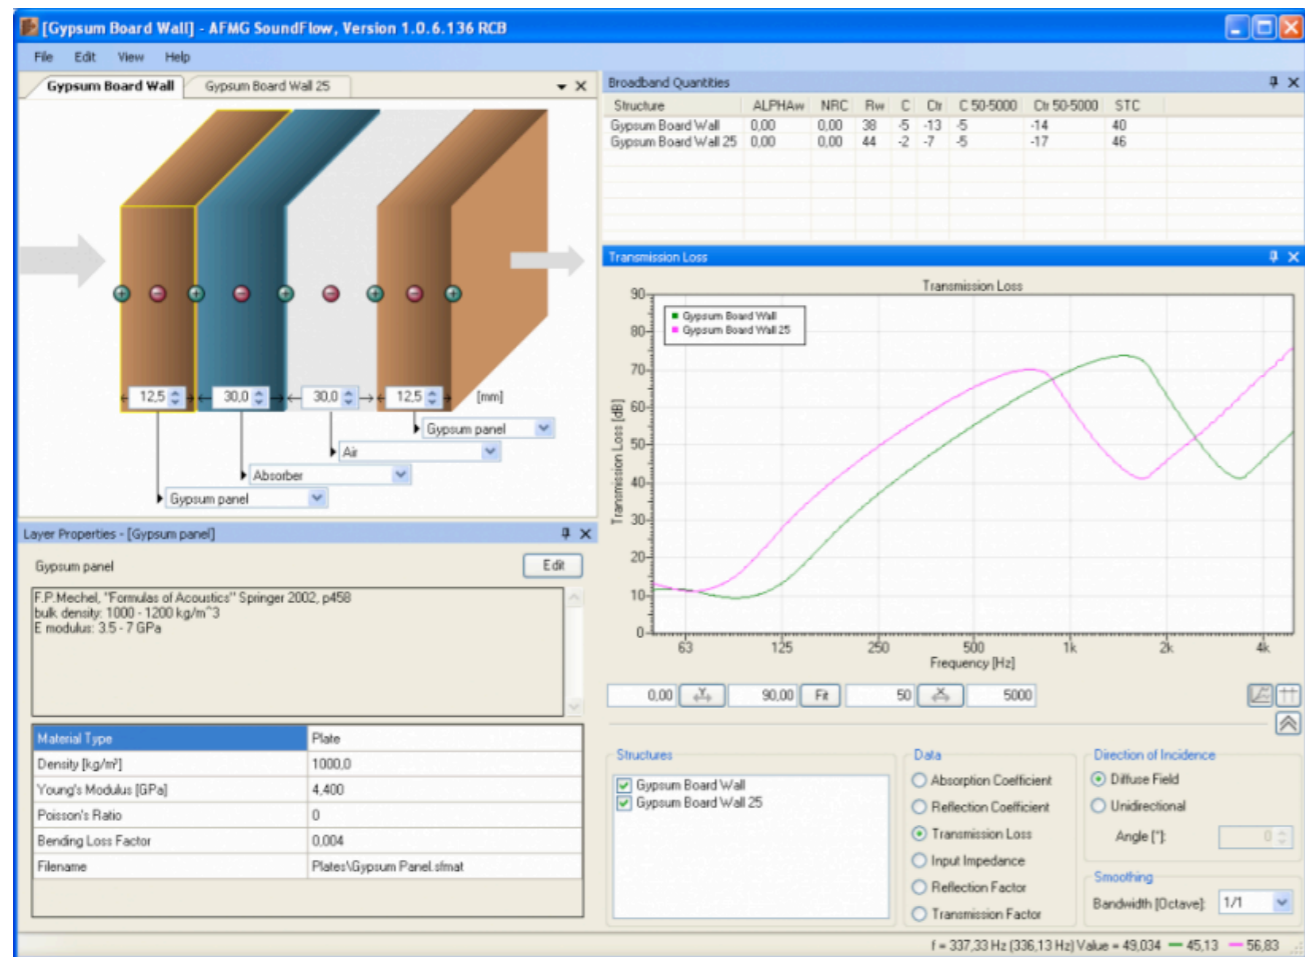 [Gypsum Board Wall] - AFMG SoundFlow, Version 1.0.6.136 RCB
File Edit View Help
Gypsum Board Wall Gypsum Board Wall 25
12,5 30,0 30,0 12,5 [mm]
Gypsum panel
Air
Absorber
Gypsum panel
Layer Properties - [Gypsum panel]
Gypsum panel Edit
F.P.Mechel, "Formulas of Acoustics" Springer 2002, p458
bulk density: 1000 - 1200 kg/m^3
E modulus: 3.5 - 7 GPa
Material Type Plate
Density [kg/m³] 1000,0
Young's Modulus [GPa] 4,400
Poisson's Ratio 0
Bending Loss Factor 0,004
Filename Plates\Gypsum Panel.sfmat
Broadband Quantities
Structure ALPHAw NRC Rw C Ctr C 50-5000 Ctr 50-5000 STC
Gypsum Board Wall 0,00 0,00 38 -5 -13 -5 -14 40
Gypsum Board Wall 25 0,00 0,00 44 -2 -7 -5 -17 46
Transmission Loss
Transmission Loss
Gypsum Board Wall
Gypsum Board Wall 25
Transmission Loss [dB]
90
80
70
60
50
40
30
20
10
0
63 125 250 500 1k 2k 4k
Frequency [Hz]
0,00 Y 90,00 Fit 50 X 5000
Structures
Gypsum Board Wall
Gypsum Board Wall 25
Data
Absorption Coefficient
Reflection Coefficient
Transmission Loss
Input Impedance
Reflection Factor
Transmission Factor
Direction of Incidence
Diffuse Field
Unidirectional
Angle [°]: 0
Smoothing
Bandwidth [Octave]: 1/1
f = 337,33 Hz (336,13 Hz) Value = 49,034 45,13 56,83